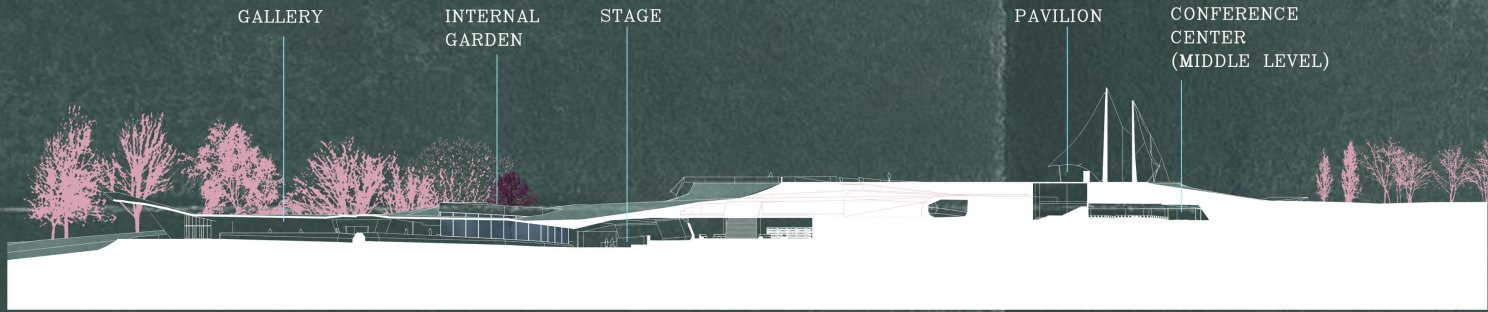 GALLERY
INTERNAL
GARDEN
STAGE
PAVILION
CONFERENCE
CENTER
(MIDDLE LEVEL)